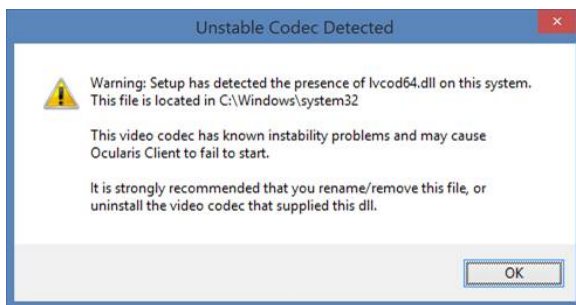 Unstable Codec Detected
Warning: Setup has detected the presence of lvcod64.dll on this system.
This file is located in C:\Windows\system32
This video codec has known instability problems and may cause
Ocularis Client to fail to start.
It is strongly recommended that you rename/remove this file, or
uninstall the video codec that supplied this dll.
OK